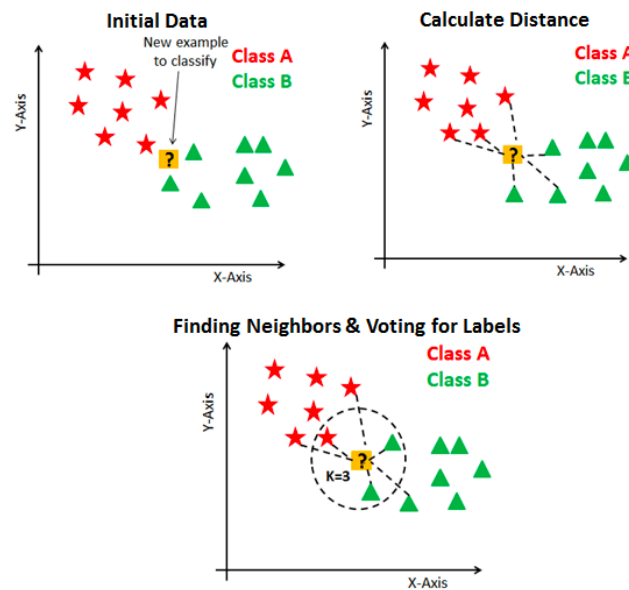 Initial Data
New example
to classify
Class A
Class B
?
Y-Axis
X-Axis
Calculate Distance
Class A
Class B
?
Y-Axis
X-Axis
Finding Neighbors & Voting for Labels
Class A
Class B
?
K=3
Y-Axis
X-Axis